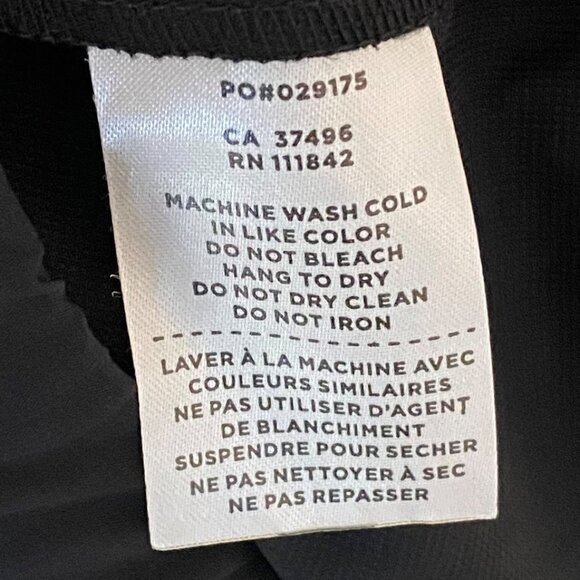 PO#029175
CA 37496
RN 111842
MACHINE WASH COLD
IN LIKE COLOR
DO NOT BLEACH
HANG TO DRY
DO NOT DRY CLEAN
DO NOT IRON
LAVER À LA MACHINE AVEC
COULEURS SIMILAIRES
NE PAS UTILISER D'AGENT
DE BLANCHIMENT
SUSPENDRE POUR SECHER
NE PAS NETTOYER À SEC
NE PAS REPASSER